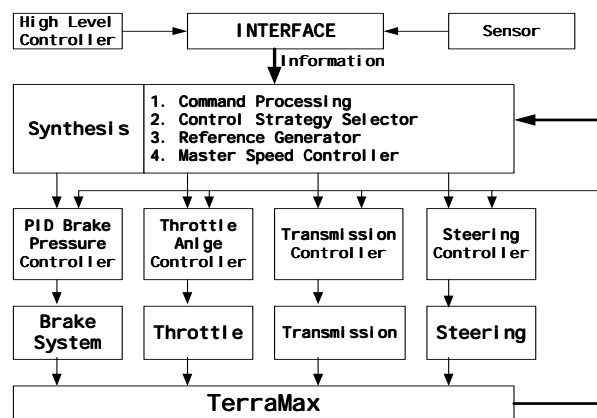 High Level
Controller
INTERFACE
Sensor
Information
Synthesis
1. Command Processing
2. Control Strategy Selector
3. Reference Generator
4. Master Speed Controller
PID Brake
Pressure
Controller
Throttle
Anlge
Controller
Transmission
Controller
Steering
Controller
Brake
System
Throttle
Transmission
Steering
TerraMax